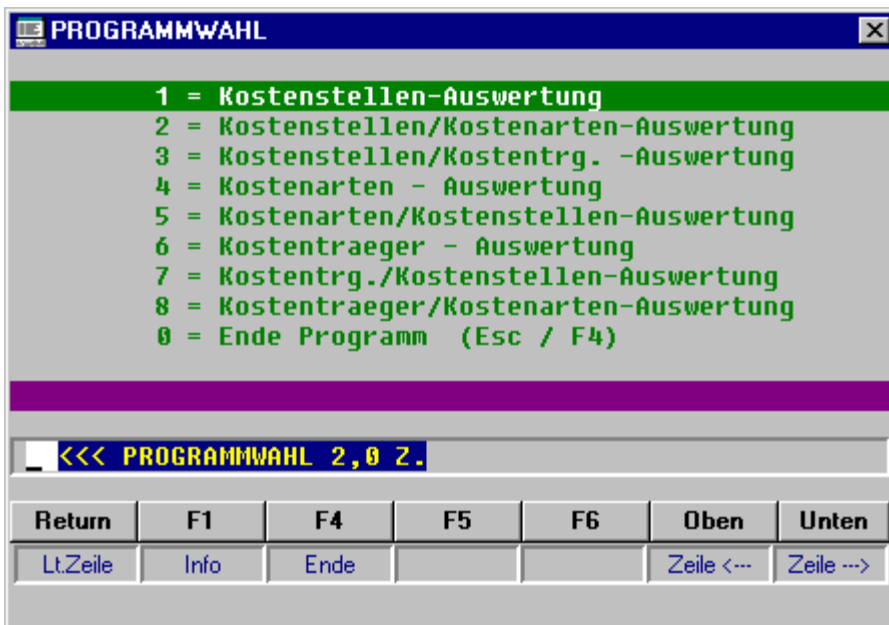 PROGRAMMWAHL
1 = Kostenstellen-Auswertung
2 = Kostenstellen/Kostenarten-Auswertung
3 = Kostenstellen/Kostentrg. -Auswertung
4 = Kostenarten - Auswertung
5 = Kostenarten/Kostenstellen-Auswertung
6 = Kostentraeger - Auswertung
7 = Kostentrg./Kostenstellen-Auswertung
8 = Kostentraeger/Kostenarten-Auswertung
0 = Ende Programm (Esc / F4)
_ <<< PROGRAMMWAHL 2,0 Z.
Return F1 F4 F5 F6 Oben Unten
Lt.Zeile Info Ende Zeile <--- Zeile --->